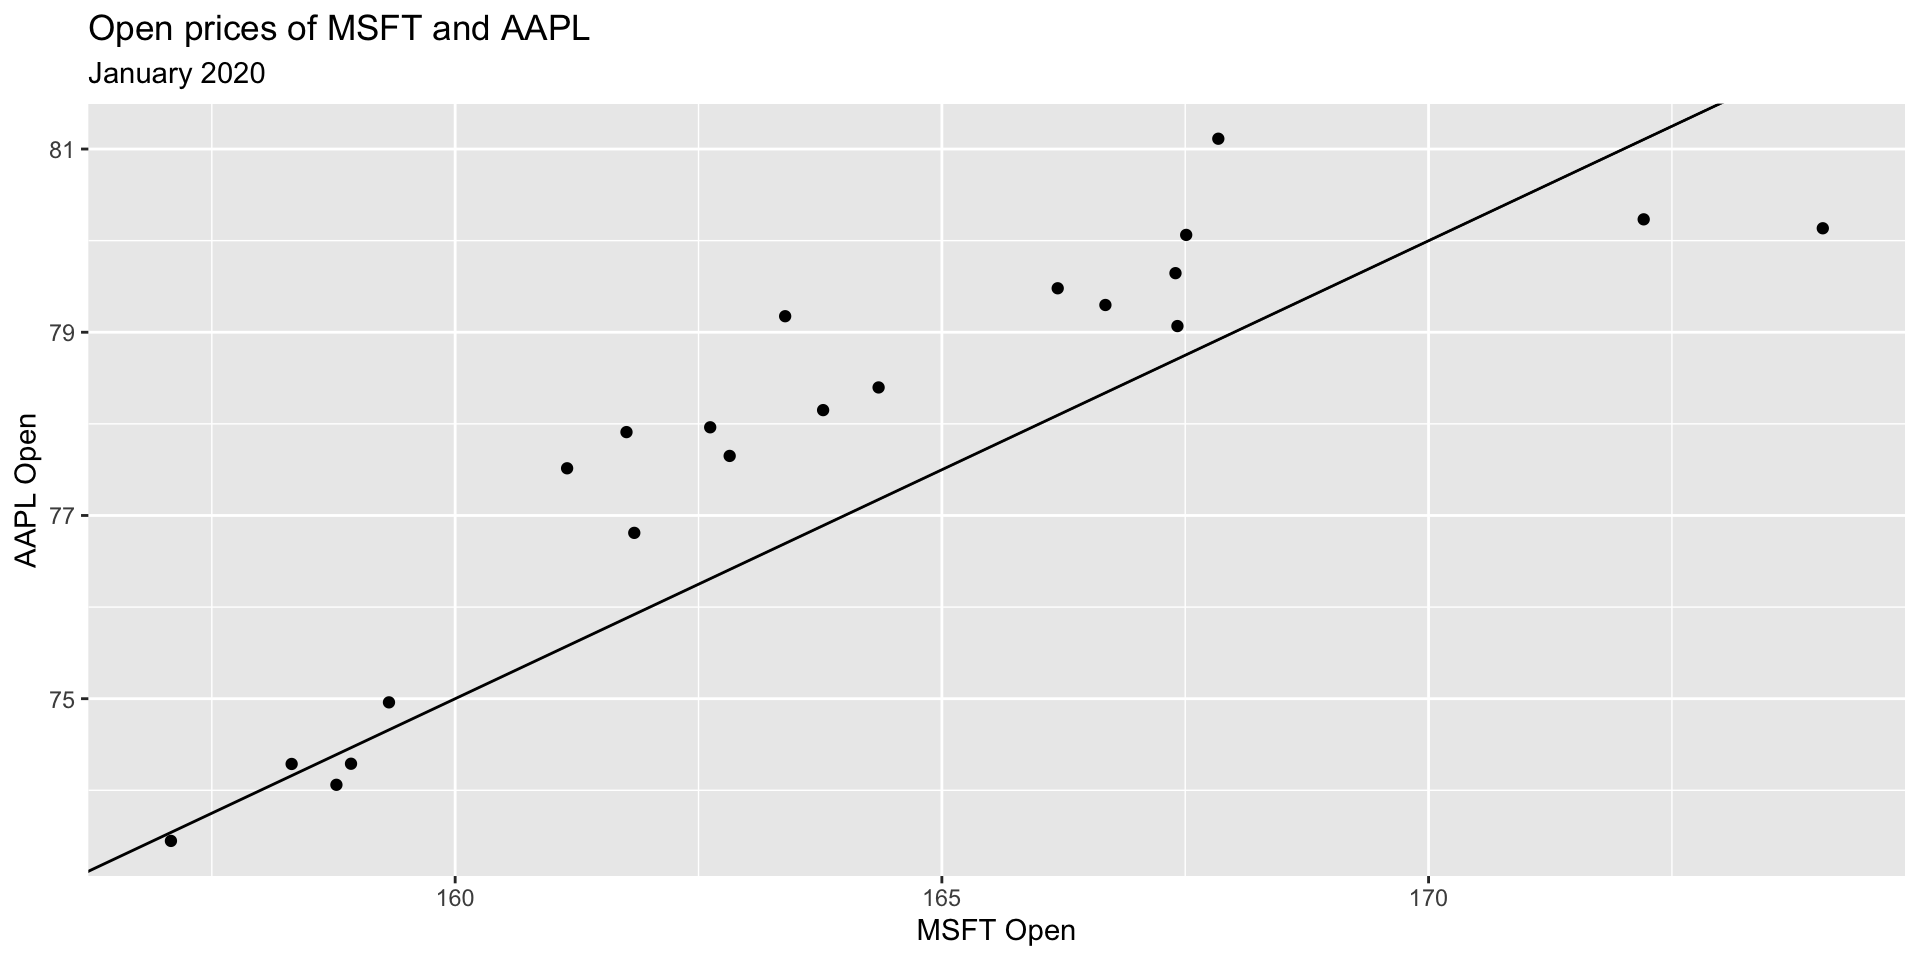 Open prices of MSFT and AAPL
January 2020
81
79
77
75
AAPL Open
160 165 170
MSFT Open